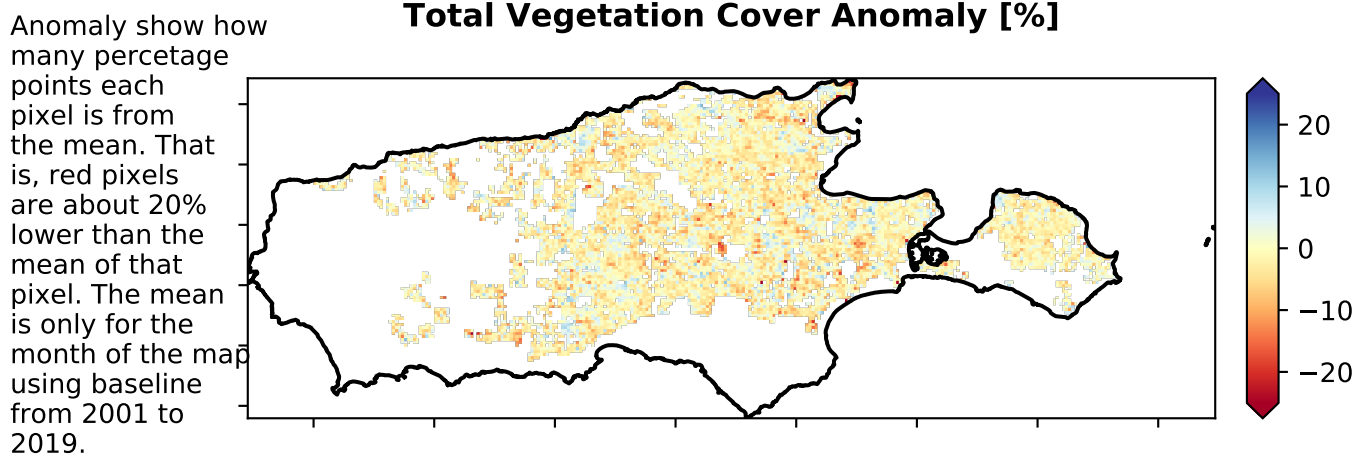 Total Vegetation Cover Anomaly [%]
Anomaly show how
many percetage
points each
pixel is from
the mean. That
is, red pixels
are about 20%
lower than the
mean of that
pixel. The mean
is only for the
month of the map
using baseline
from 2001 to
2019.
20
10
0
−10
−20